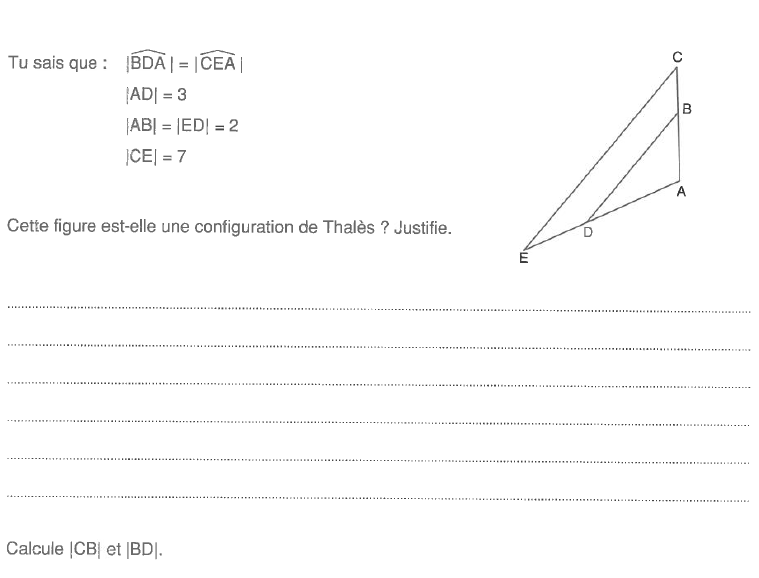 Tu sais que : |BDA| = |CEA|
|AD| = 3
|AB| = |ED| = 2
|CE| = 7
C
B
A
D
E
Cette figure est-elle une configuration de Thalès ? Justifie.
Calcule |CB| et |BD|.